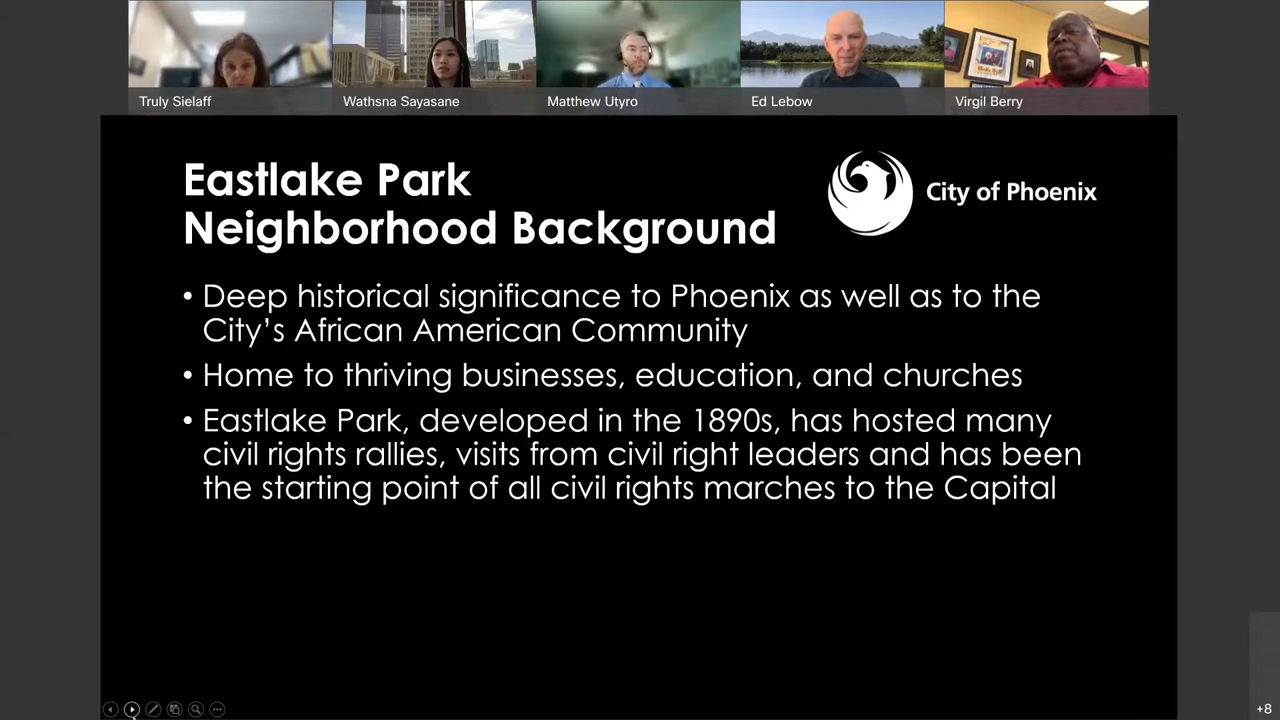 Truly Sielaff
Wathsna Sayasane
Matthew Utyro
Ed Lebow
Virgil Berry
Eastlake Park
Neighborhood Background
City of Phoenix
• Deep historical significance to Phoenix as well as to the
City’s African American Community
• Home to thriving businesses, education, and churches
• Eastlake Park, developed in the 1890s, has hosted many
civil rights rallies, visits from civil right leaders and has been
the starting point of all civil rights marches to the Capital
+8